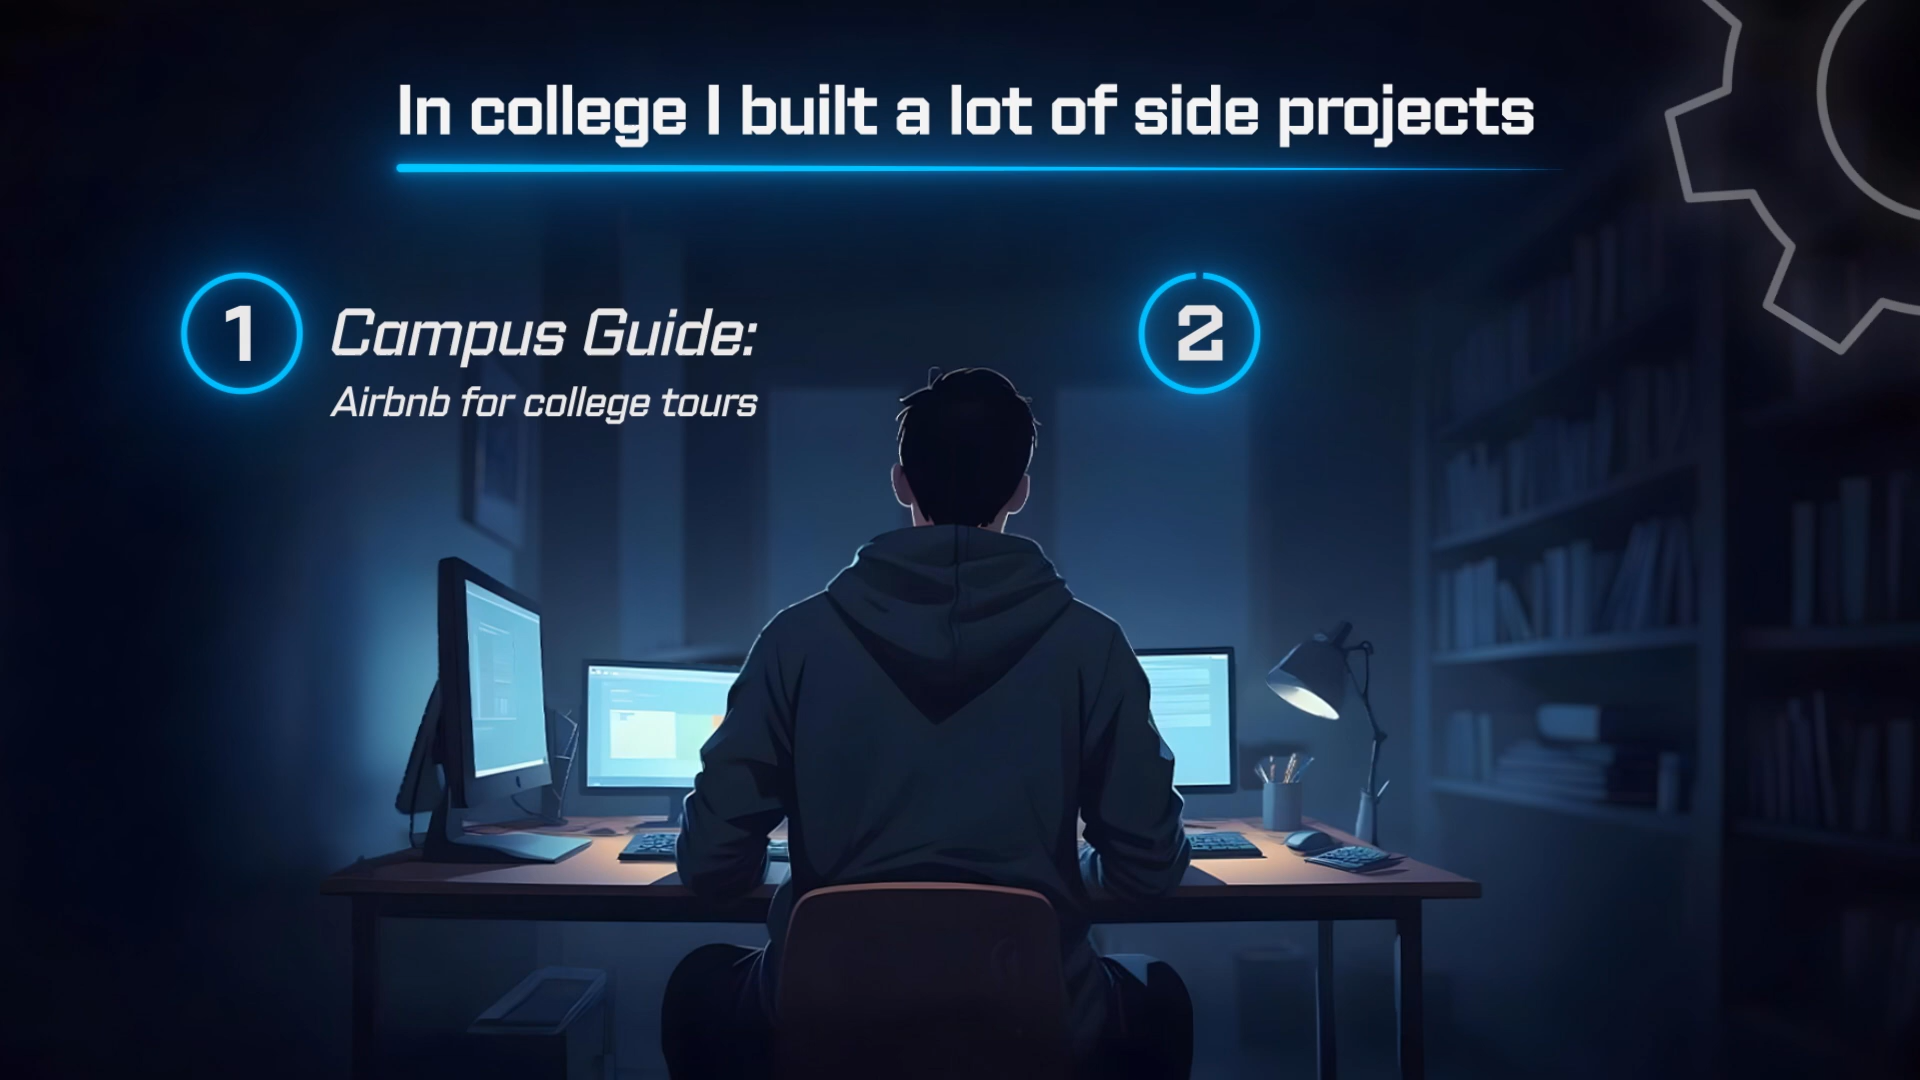 In college I built a lot of side projects
1
Campus Guide:
Airbnb for college tours
2